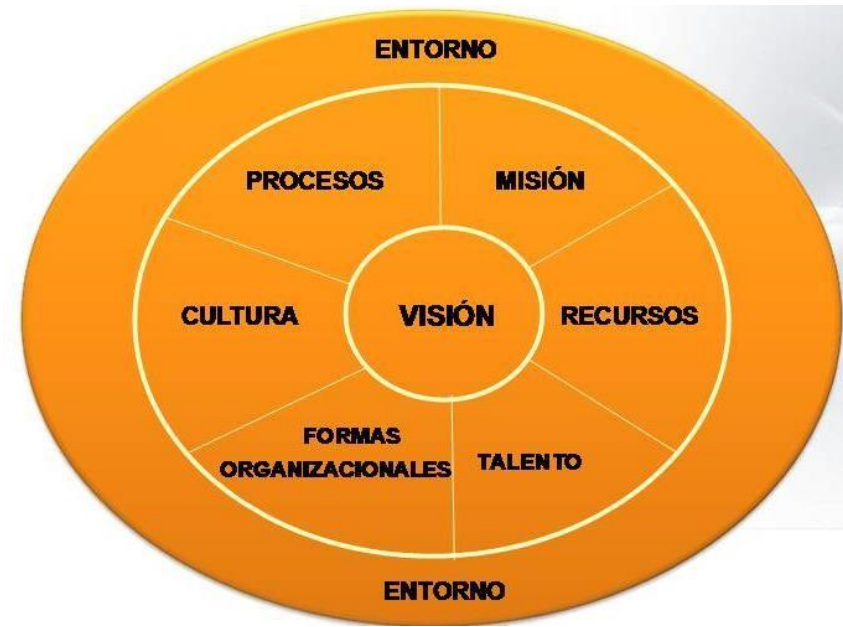 ENTORNO
PROCESOS
MISIÓN
CULTURA
VISIÓN
RECURSOS
FORMAS
ORGANIZACIONALES
TALENTO
ENTORNO